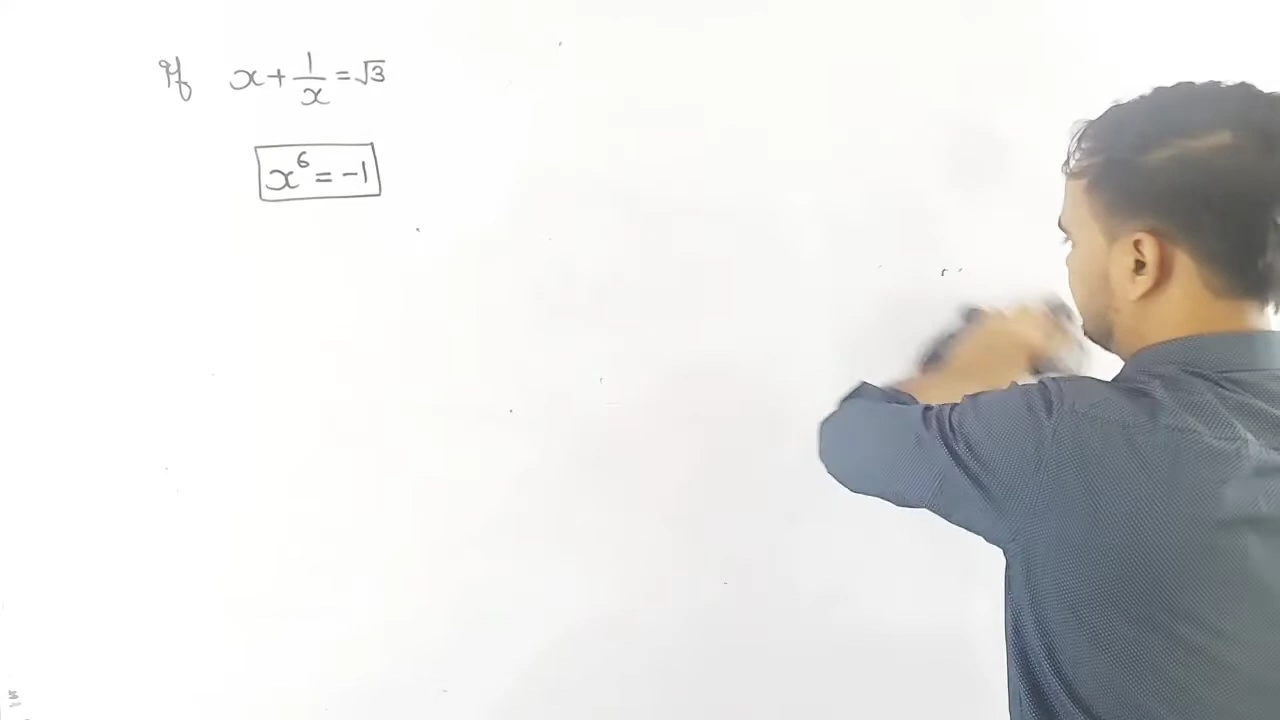 If x + 1/x = √3
x⁶ = -1